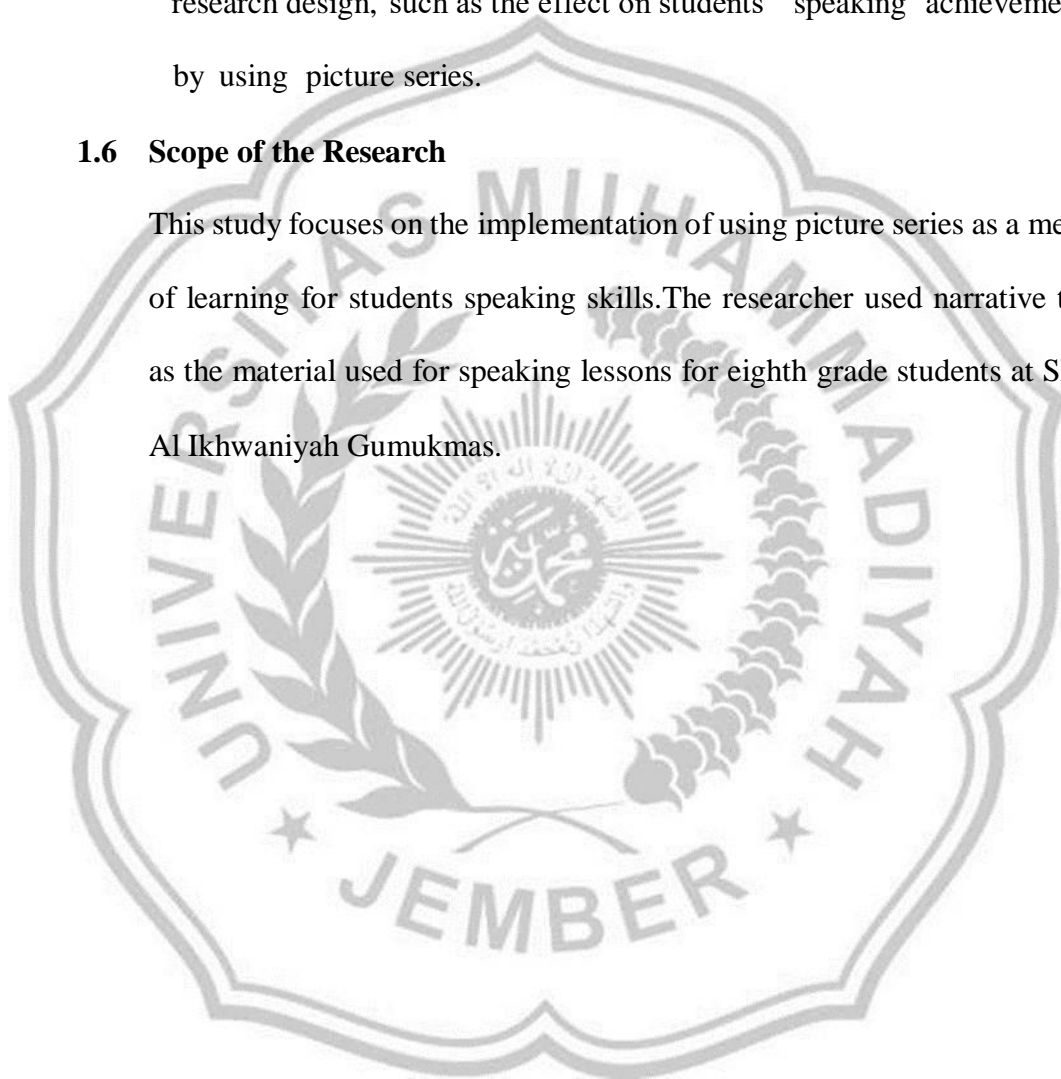 research design, such as the effect on students' speaking achieveme
by using picture series.
1.6 Scope of the Research
This study focuses on the implementation of using picture series as a me
of learning for students speaking skills.The researcher used narrative t
as the material used for speaking lessons for eighth grade students at S
Al Ikhwaniyah Gumukmas.
UNIVERSITAS MUHAMMADIYAH
JEMBER